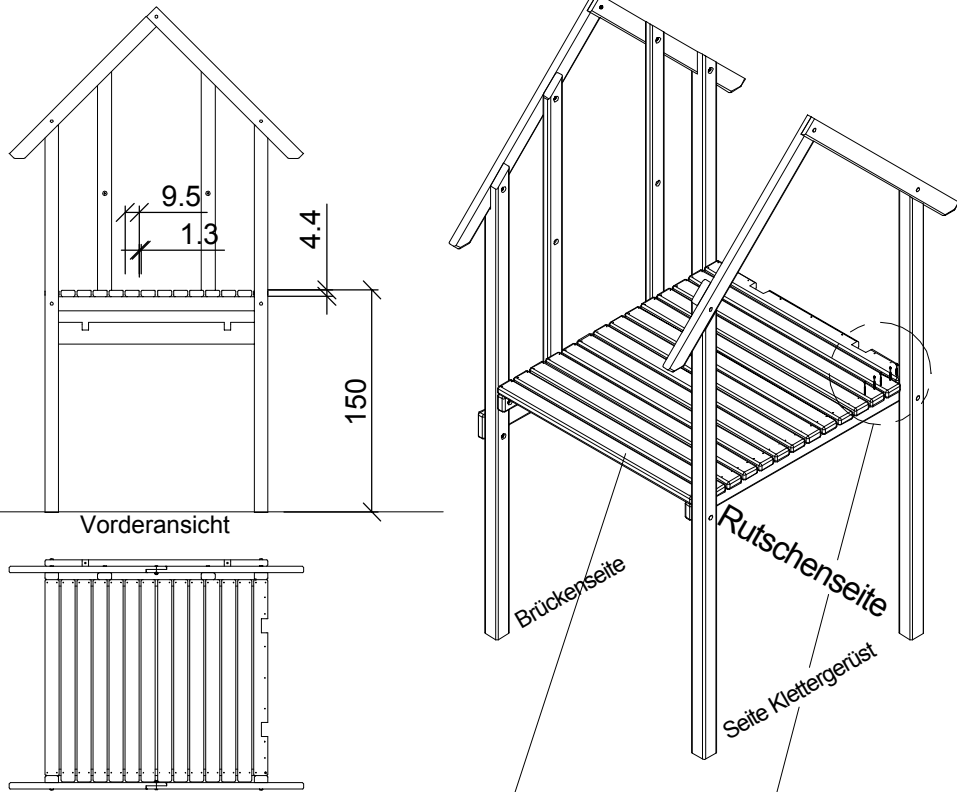 9.5
1.3
4.4
150
Vorderansicht
Brückenseite
Rutschenseite
Seite Klettergerüst